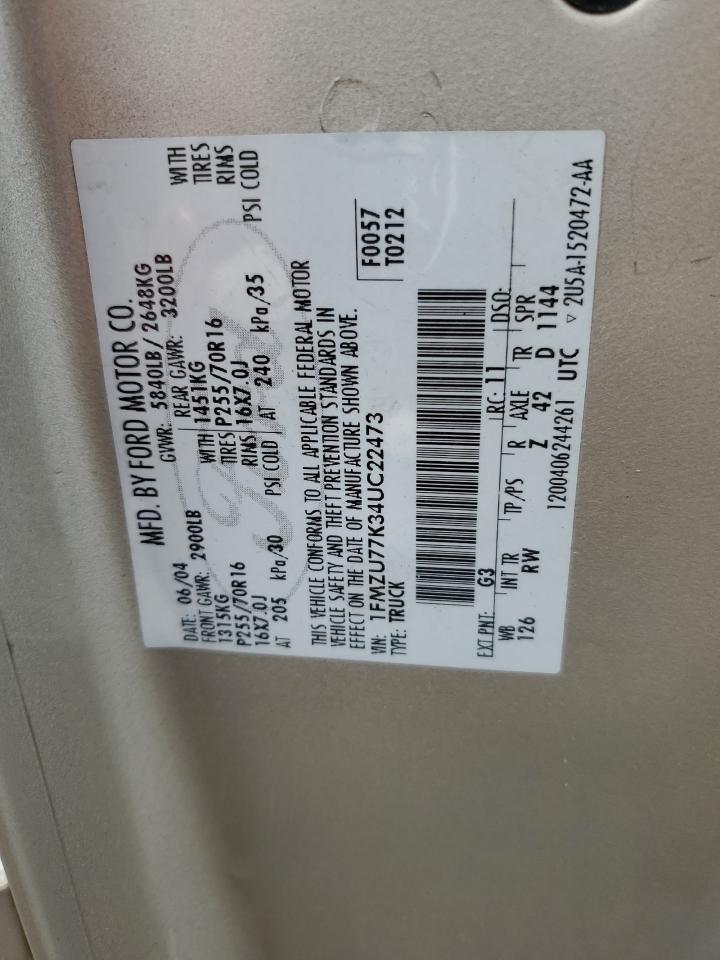 MFD. BY FORD MOTOR CO.
DATE: 06/04 GVWR: 5840LB / 2648KG
FRONT GAWR: 2900LB REAR GAWR: 3200LB
1315KG WITH 1451KG WITH
P255/70R16 TIRES P255/70R16 TIRES
16X7.0J RIMS 16X7.0J RIMS
AT 205 kPa/30 PSI COLD AT 240 kPa/35 PSI COLD
THIS VEHICLE CONFORMS TO ALL APPLICABLE FEDERAL MOTOR
VEHICLE SAFETY AND THEFT PREVENTION STANDARDS IN
EFFECT ON THE DATE OF MANUFACTURE SHOWN ABOVE.
VIN: 1FMZU77K34UC22473
TYPE: TRUCK
F0057
T0212
EXT PNT: G3 RC: 11 DSO:
WB INT TR TP/PS R AXLE TR SPR
126 RW Z 42 D 1144
1200406244261 UTC ▽ 2U5A-1520472-AA
Ford